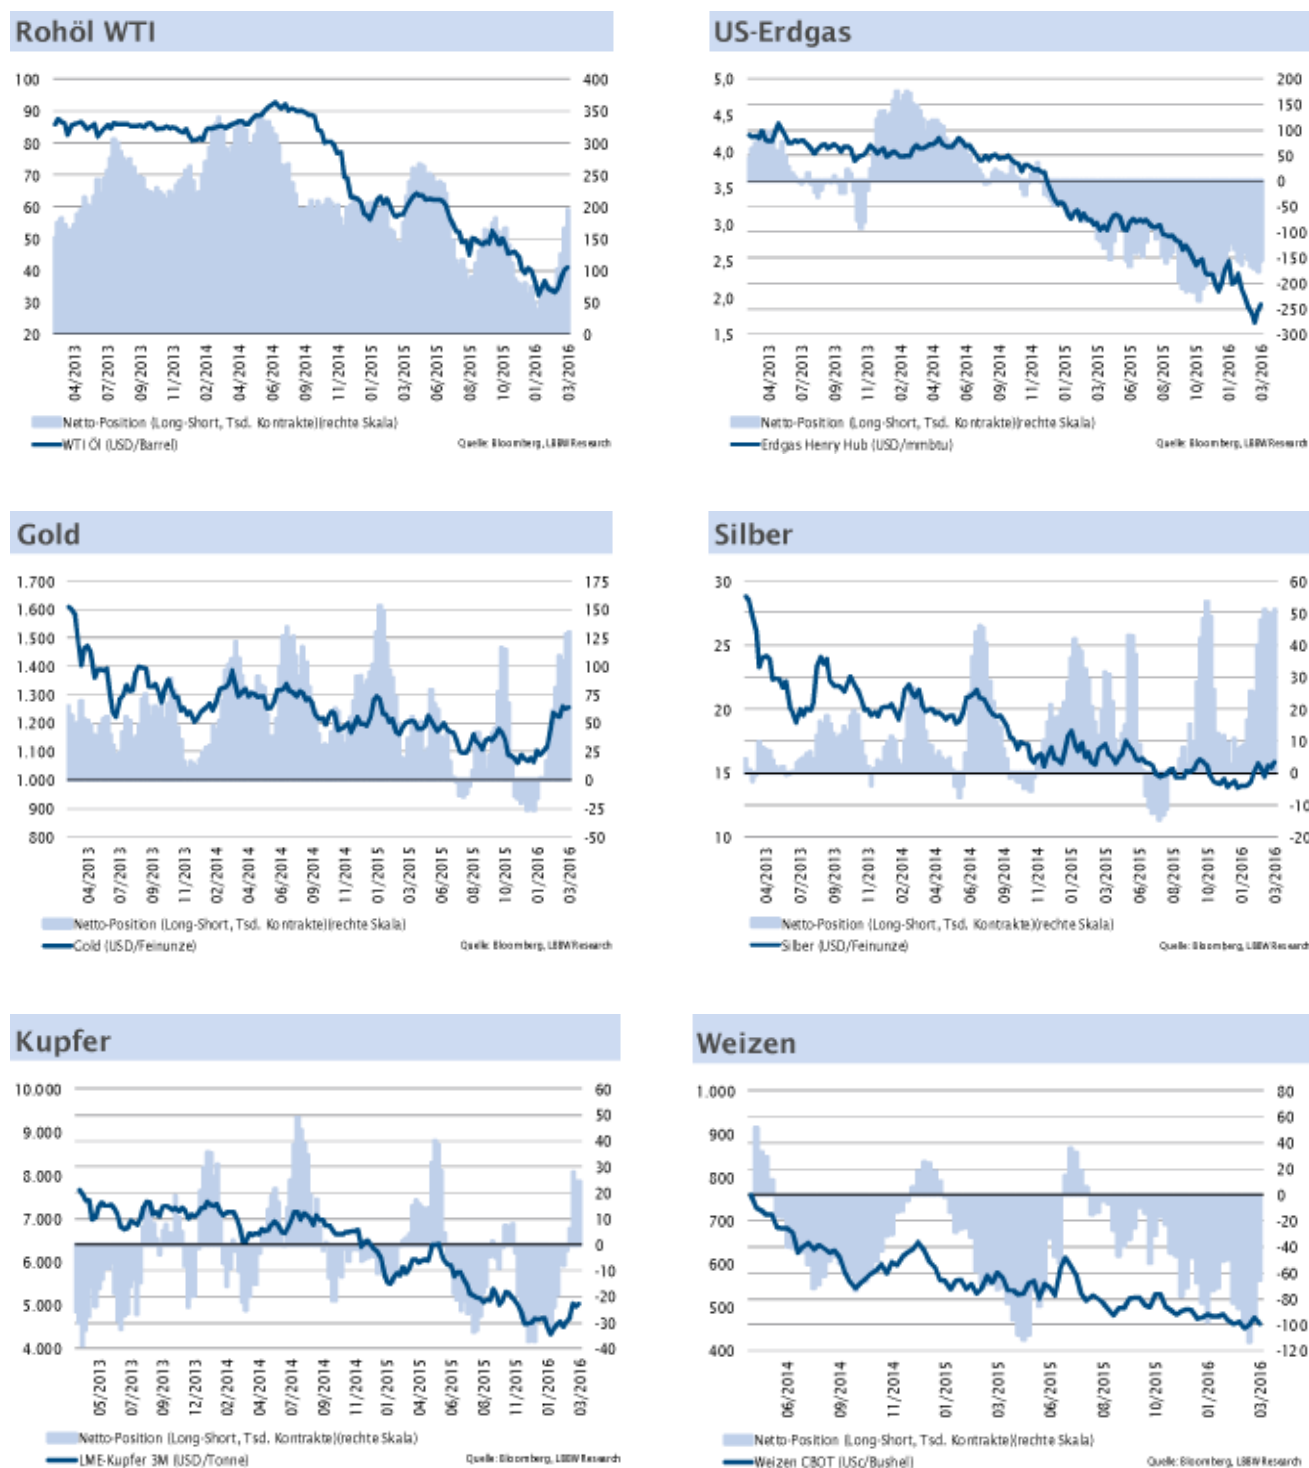 Rohöl WTI
100 400
90 350
80 300
70 250
60 200
50 150
40 100
30 50
20 0
04/2013 07/2013 09/2013 11/2013 02/2014 04/2014 06/2014 09/2014 11/2014 01/2015 03/2015 06/2015 08/2015 10/2015 01/2016 03/2016
Netto-Position (Long-Short, Tsd. Kontrakte)(rechte Skala)
WTI Öl (USD/Barrel)
Quelle: Bloomberg, LBBW Research
US-Erdgas
5,0 200
4,5 150
4,0 100
3,5 50
3,0 0
2,5 -50
2,0 -100
1,5 -150
-200
-250
-300
04/2013 07/2013 09/2013 11/2013 02/2014 04/2014 06/2014 09/2014 11/2014 01/2015 03/2015 06/2015 08/2015 10/2015 01/2016 03/2016
Netto-Position (Long-Short, Tsd. Kontrakte)(rechte Skala)
Erdgas Henry Hub (USD/mmbtu)
Quelle: Bloomberg, LBBW Research
Gold
1.700 175
1.600 150
1.500 125
1.400 100
1.300 75
1.200 50
1.100 25
1.000 0
900 -25
800 -50
04/2013 07/2013 09/2013 11/2013 02/2014 04/2014 06/2014 09/2014 11/2014 01/2015 03/2015 06/2015 08/2015 10/2015 01/2016 03/2016
Netto-Position (Long-Short, Tsd. Kontrakte)(rechte Skala)
Gold (USD/Feinunze)
Quelle: Bloomberg, LBBW Research
Silber
30 60
25 50
20 40
15 30
10 20
10
0
-10
-20
04/2013 07/2013 09/2013 11/2013 02/2014 04/2014 06/2014 09/2014 11/2014 01/2015 03/2015 06/2015 08/2015 10/2015 01/2016 03/2016
Netto-Position (Long-Short, Tsd. Kontrakte)(rechte Skala)
Silber (USD/Feinunze)
Quelle: Bloomberg, LBBW Research
Kupfer
10.000 60
9.000 50
8.000 40
7.000 30
6.000 20
5.000 10
4.000 0
-10
-20
-30
-40
05/2013 07/2013 09/2013 12/2013 02/2014 04/2014 07/2014 09/2014 11/2014 01/2015 04/2015 06/2015 08/2015 11/2015 01/2016 03/2016
Netto-Position (Long-Short, Tsd. Kontrakte)(rechte Skala)
LME-Kupfer 3M (USD/Tonne)
Quelle: Bloomberg, LBBW Research
Weizen
1.000 80
900 60
800 40
700 20
600 0
500 -20
400 -40
-60
-80
-100
-120
06/2014 09/2014 11/2014 01/2015 03/2015 06/2015 08/2015 10/2015 01/2016 03/2016
Netto-Position (Long-Short, Tsd. Kontrakte)(rechte Skala)
Weizen CBOT (USc/Bushel)
Quelle: Bloomberg, LBBW Research